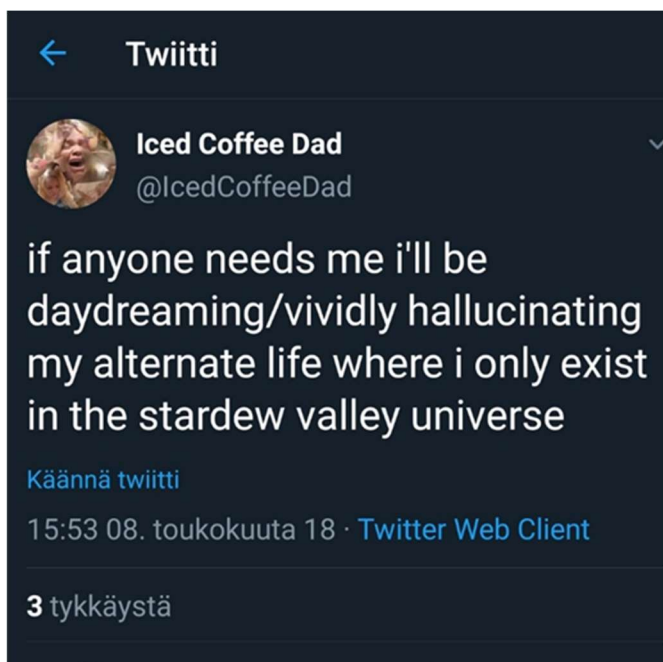 Twiitti
Iced Coffee Dad
@IcedCoffeeDad
if anyone needs me i'll be
daydreaming/vividly hallucinating
my alternate life where i only exist
in the stardew valley universe
Käännä twiitti
15:53 08. toukokuuta 18 · Twitter Web Client
3 tykkäystä